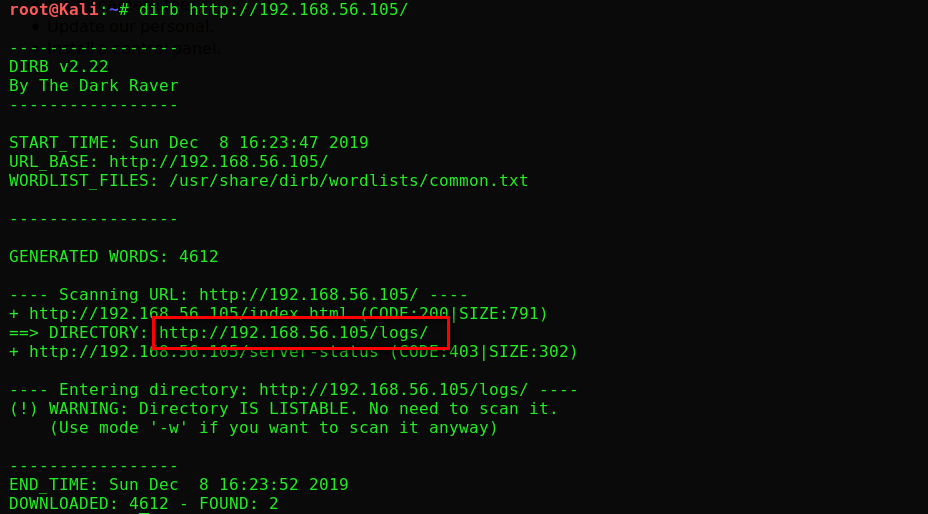 root@Kali:~# dirb http://192.168.56.105/
Update our personal.
panel.
-----------------
DIRB v2.22
By The Dark Raver
-----------------
START_TIME: Sun Dec  8 16:23:47 2019
URL_BASE: http://192.168.56.105/
WORDLIST_FILES: /usr/share/dirb/wordlists/common.txt
-----------------
GENERATED WORDS: 4612
---- Scanning URL: http://192.168.56.105/ ----
+ http://192.168.56.105/index.html (CODE:200|SIZE:791)
==> DIRECTORY: http://192.168.56.105/logs/
+ http://192.168.56.105/server-status (CODE:403|SIZE:302)
---- Entering directory: http://192.168.56.105/logs/ ----
(!) WARNING: Directory IS LISTABLE. No need to scan it.
    (Use mode '-w' if you want to scan it anyway)
-----------------
END_TIME: Sun Dec  8 16:23:52 2019
DOWNLOADED: 4612 - FOUND: 2